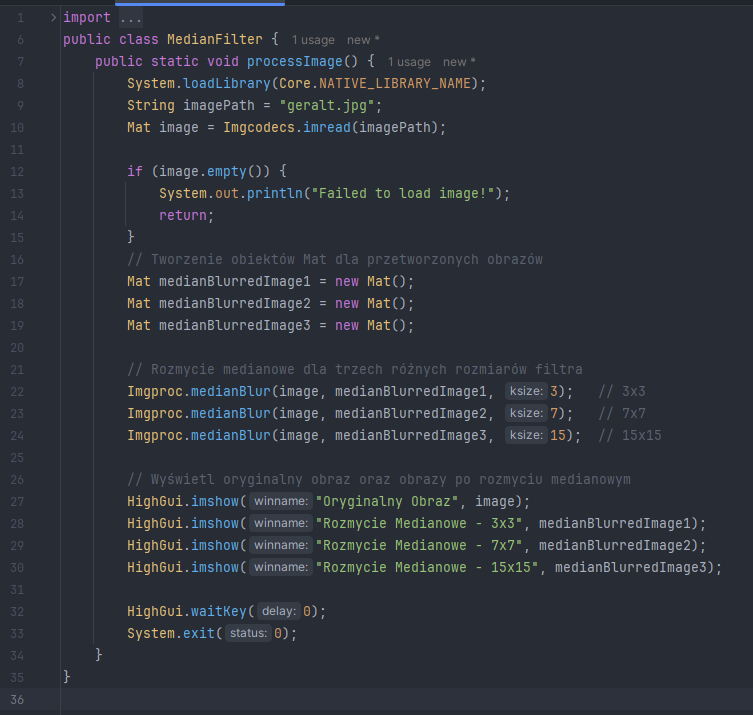 1 import ...
6 public class MedianFilter { 1 usage new *
7 public static void processImage() { 1 usage new *
8 System.loadLibrary(Core.NATIVE_LIBRARY_NAME);
9 String imagePath = "geralt.jpg";
10 Mat image = Imgcodecs.imread(imagePath);
11
12 if (image.empty()) {
13 System.out.println("Failed to load image!");
14 return;
15 }
16 // Tworzenie obiektów Mat dla przetworzonych obrazów
17 Mat medianBlurredImage1 = new Mat();
18 Mat medianBlurredImage2 = new Mat();
19 Mat medianBlurredImage3 = new Mat();
20
21 // Rozmycie medianowe dla trzech różnych rozmiarów filtra
22 Imgproc.medianBlur(image, medianBlurredImage1, ksize: 3); // 3x3
23 Imgproc.medianBlur(image, medianBlurredImage2, ksize: 7); // 7x7
24 Imgproc.medianBlur(image, medianBlurredImage3, ksize: 15); // 15x15
25
26 // Wyświetl oryginalny obraz oraz obrazy po rozmyciu medianowym
27 HighGui.imshow( winname: "Oryginalny Obraz", image);
28 HighGui.imshow( winname: "Rozmycie Medianowe - 3x3", medianBlurredImage1);
29 HighGui.imshow( winname: "Rozmycie Medianowe - 7x7", medianBlurredImage2);
30 HighGui.imshow( winname: "Rozmycie Medianowe - 15x15", medianBlurredImage3);
31
32 HighGui.waitKey( delay: 0);
33 System.exit( status: 0);
34 }
35 }
36